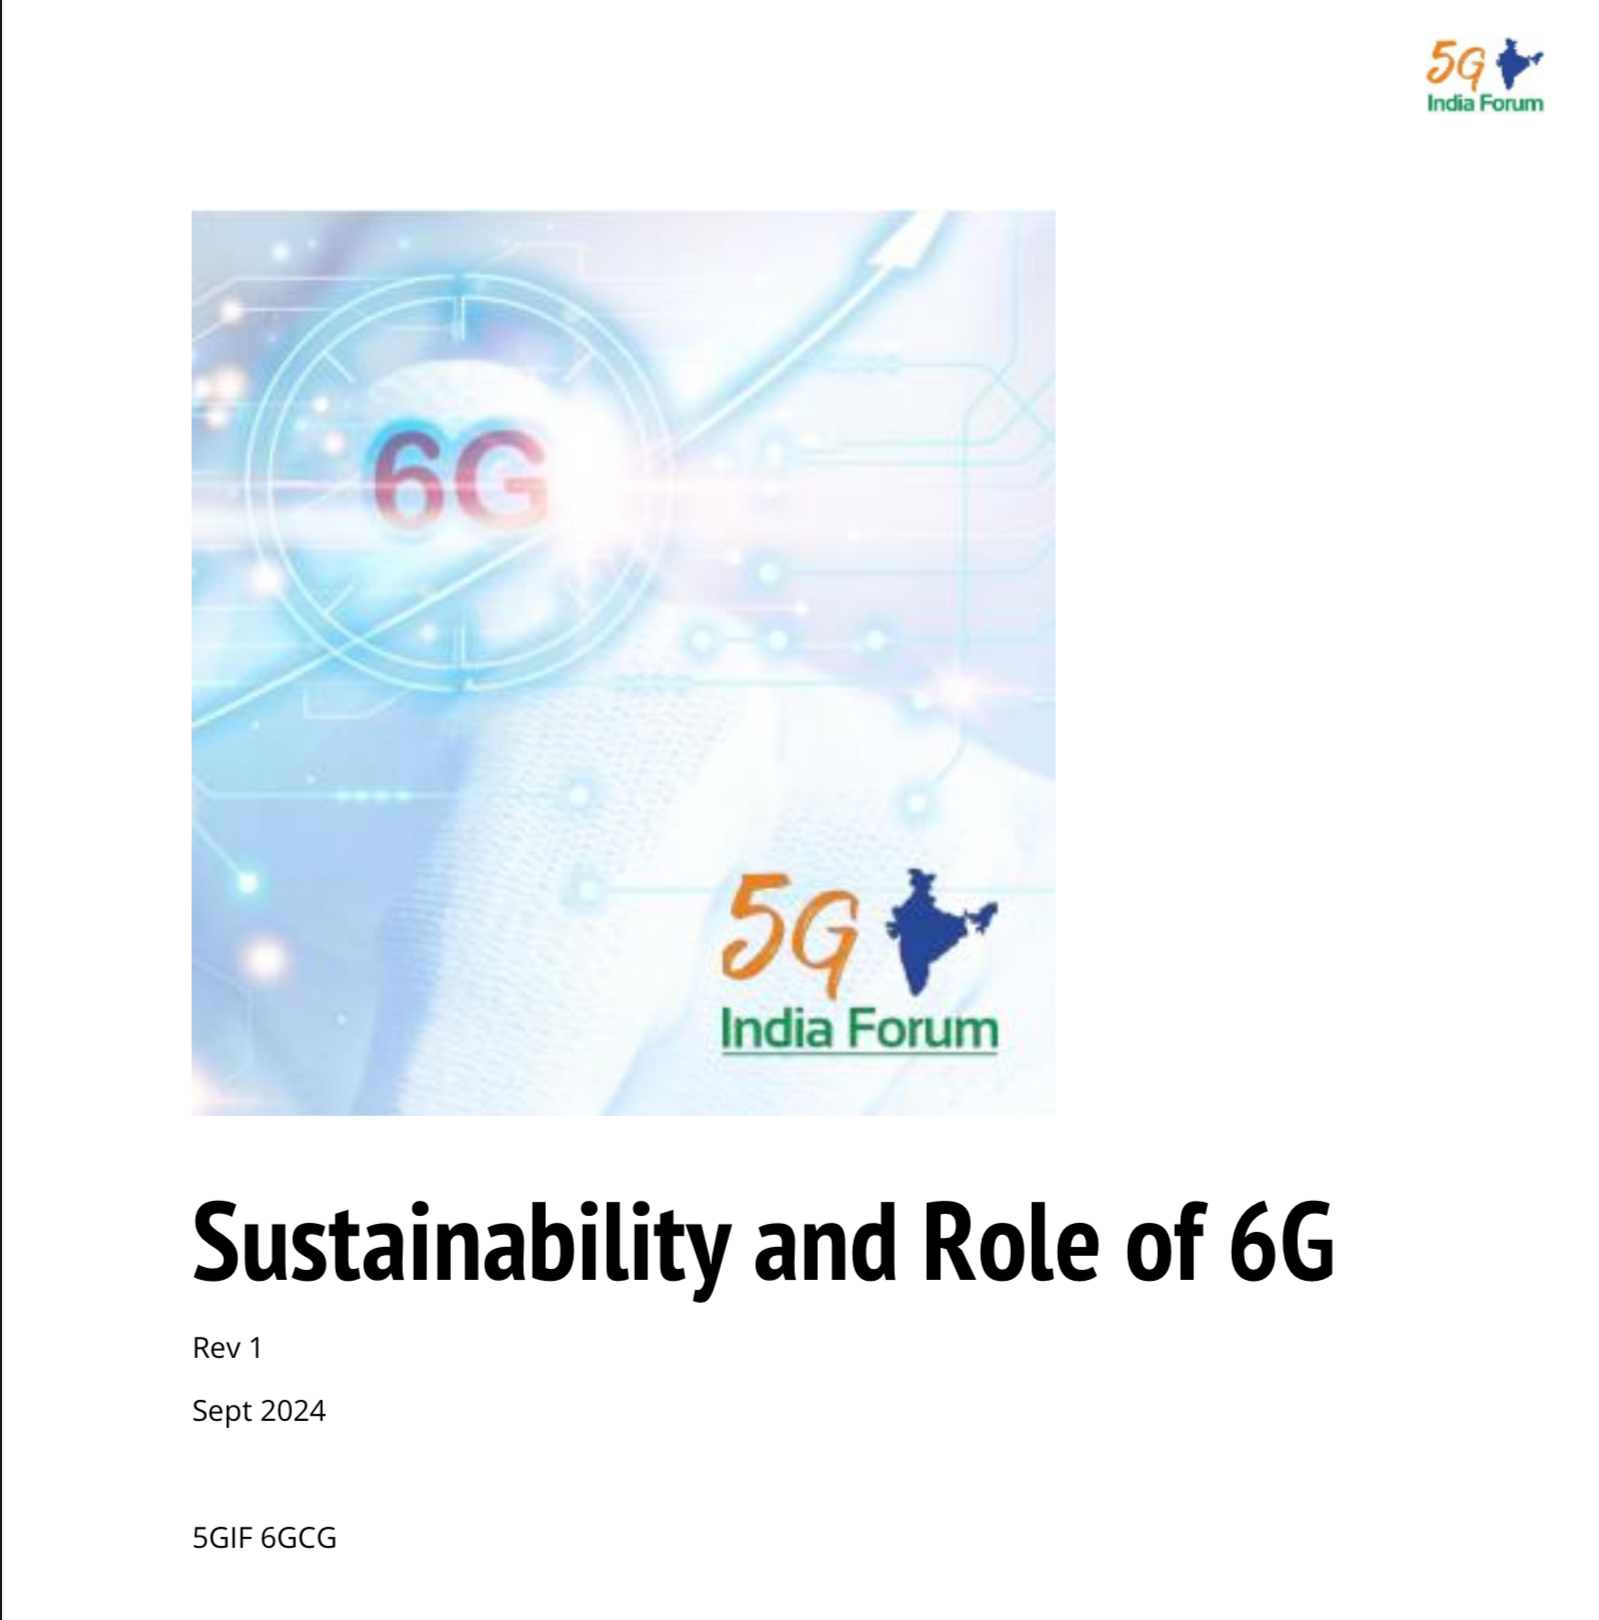 5G
India Forum
6G
5G
India Forum
Sustainability and Role of 6G
Rev 1
Sept 2024
5GIF 6GCG